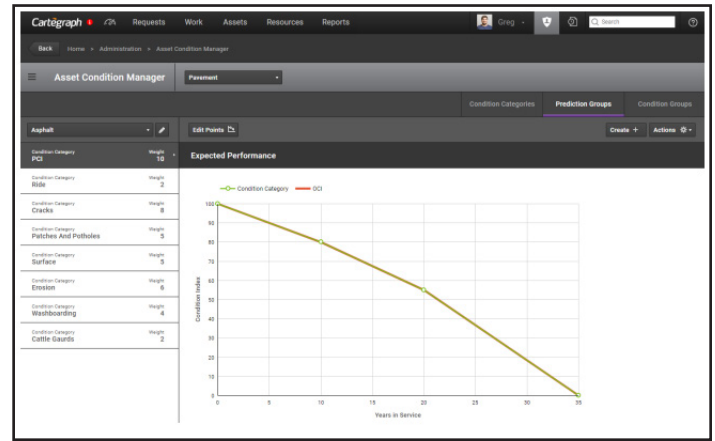 Cartêgraph Requests Work Assets Resources Reports Greg Search
Back Home » Administration » Asset Condition Manager
Asset Condition Manager Pavement
Condition Categories Prediction Groups Condition Groups
Asphalt Edit Points Create + Actions
Condition Category Weight
PCI 10
Expected Performance
Condition Category Weight
Ride 2
Condition Category Weight
Cracks 8
Condition Category Weight
Patches And Potholes 5
Condition Category Weight
Surface 5
Condition Category Weight
Erosion 6
Condition Category Weight
Washboarding 4
Condition Category Weight
Cattle Gaurds 2
Condition Category OCI
Condition Index
100
90
80
70
60
50
40
30
20
10
0
0 5 10 15 20 25 30 35
Years in Service